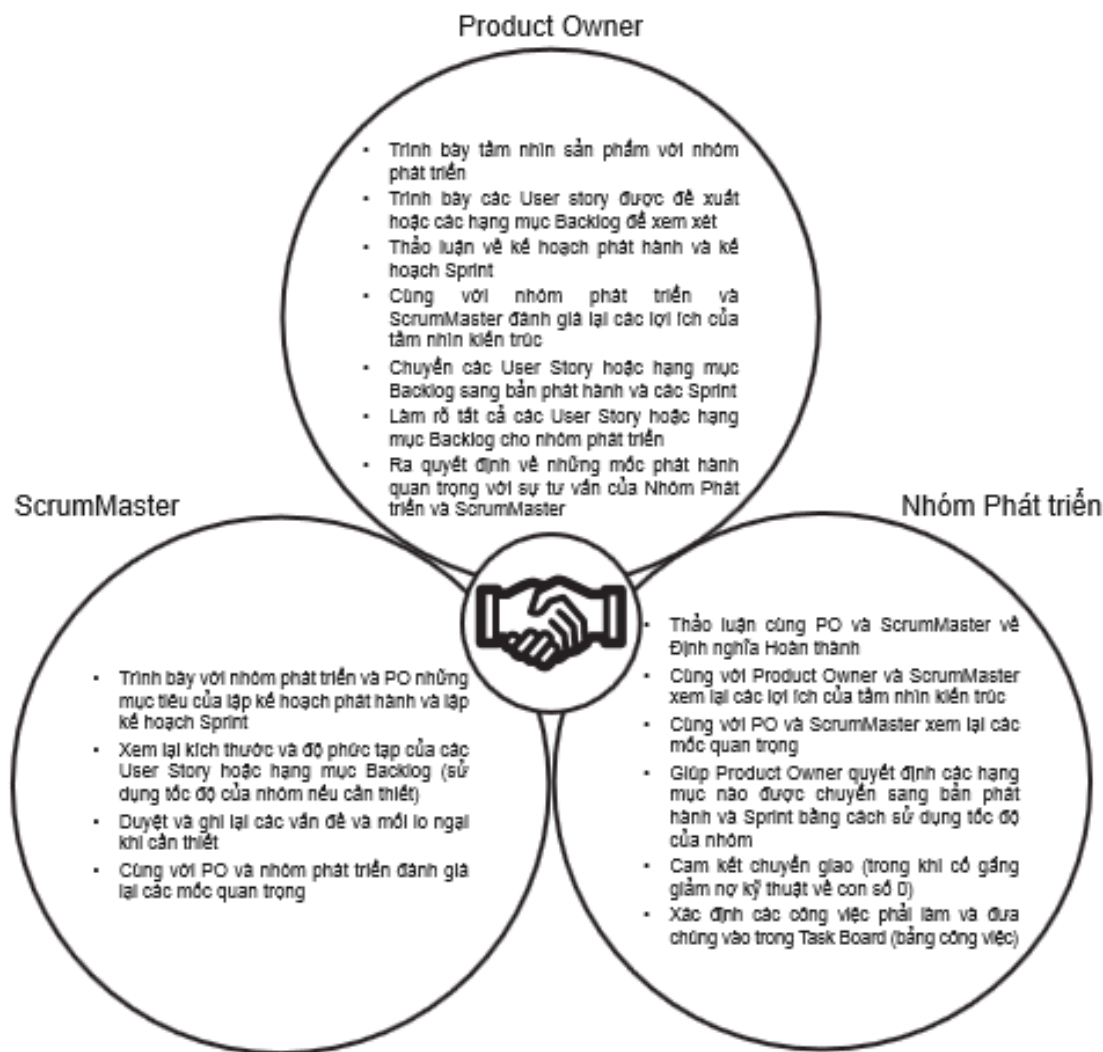 Product Owner
• Trình bày tầm nhìn sản phẩm với nhóm
phát triển
• Trình bày các User story được đề xuất
hoặc các hạng mục Backlog để xem xét
• Thảo luận về kế hoạch phát hành và kế
hoạch Sprint
• Cùng với nhóm phát triển và
ScrumMaster đánh giá lại các lợi ích của
tầm nhìn kiến trúc
• Chuyển các User Story hoặc hạng mục
Backlog sang bản phát hành và các Sprint
• Làm rõ tất cả các User Story hoặc hạng
mục Backlog cho nhóm phát triển
• Ra quyết định về những mốc phát hành
quan trọng với sự tư vấn của Nhóm Phát
triển và ScrumMaster
ScrumMaster
• Trình bày với nhóm phát triển và PO những
mục tiêu của lập kế hoạch phát hành và lập
kế hoạch Sprint
• Xem lại kích thước và độ phức tạp của các
User Story hoặc hạng mục Backlog (sử
dụng tốc độ của nhóm nếu cần thiết)
• Duyệt và ghi lại các vấn đề và mối lo ngại
khi cần thiết
• Cùng với PO và nhóm phát triển đánh giá
lại các mốc quan trọng
Nhóm Phát triển
• Thảo luận cùng PO và ScrumMaster về
Định nghĩa Hoàn thành
• Cùng với Product Owner và ScrumMaster
xem lại các lợi ích của tầm nhìn kiến trúc
• Cùng với PO và ScrumMaster xem lại các
mốc quan trọng
• Giúp Product Owner quyết định các hạng
mục nào được chuyển sang bản phát
hành và Sprint bằng cách sử dụng tốc độ
của nhóm
• Cam kết chuyển giao (trong khi cố gắng
giảm nợ kỹ thuật về con số 0)
• Xác định các công việc phải làm và đưa
chúng vào trong Task Board (bảng công việc)